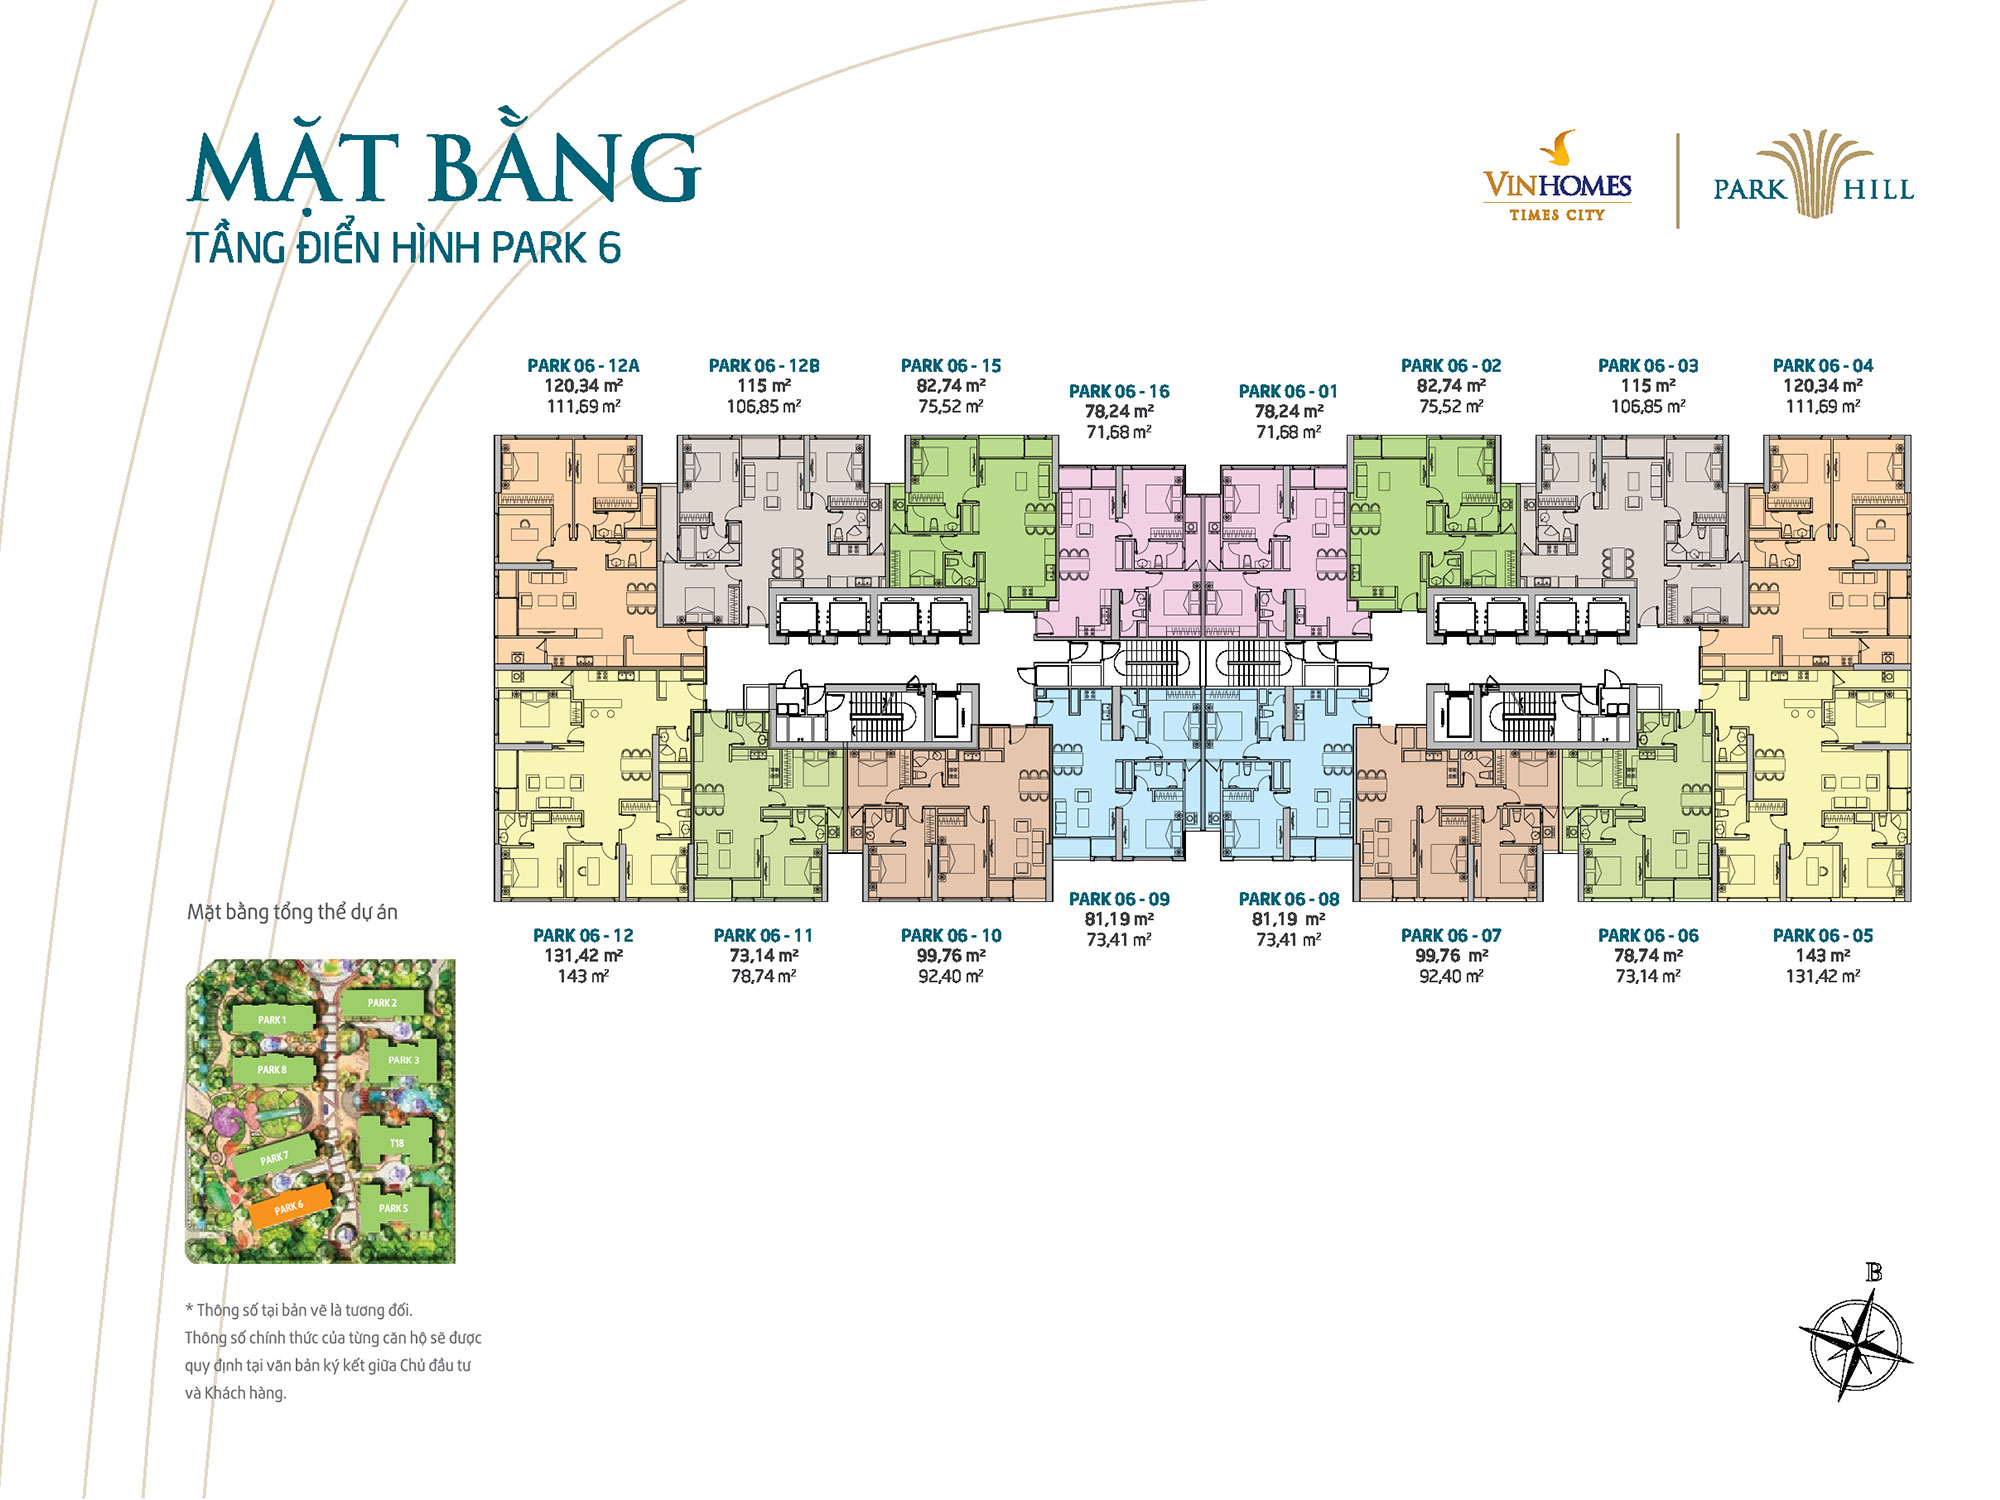 MẶT BẰNG
TẦNG ĐIỂN HÌNH PARK 6
VINHOMES
TIMES CITY
PARK HILL
PARK 06 - 12A
120,34 m²
111,69 m²
PARK 06 - 12B
115 m²
106,85 m²
PARK 06 - 15
82,74 m²
75,52 m²
PARK 06 - 16
78,24 m²
71,68 m²
PARK 06 - 01
78,24 m²
71,68 m²
PARK 06 - 02
82,74 m²
75,52 m²
PARK 06 - 03
115 m²
106,85 m²
PARK 06 - 04
120,34 m²
111,69 m²
PARK 06 - 12
131,42 m²
143 m²
PARK 06 - 11
73,14 m²
78,74 m²
PARK 06 - 10
99,76 m²
92,40 m²
PARK 06 - 09
81,19 m²
73,41 m²
PARK 06 - 08
81,19 m²
73,41 m²
PARK 06 - 07
99,76 m²
92,40 m²
PARK 06 - 06
78,74 m²
73,14 m²
PARK 06 - 05
143 m²
131,42 m²
Mặt bằng tổng thể dự án
PARK 2
PARK 1
PARK 3
PARK 8
T18
PARK 7
PARK 6
PARK 5
* Thông số tại bản vẽ là tương đối.
Thông số chính thức của từng căn hộ sẽ được
quy định tại văn bản ký kết giữa Chủ đầu tư
và Khách hàng.
B